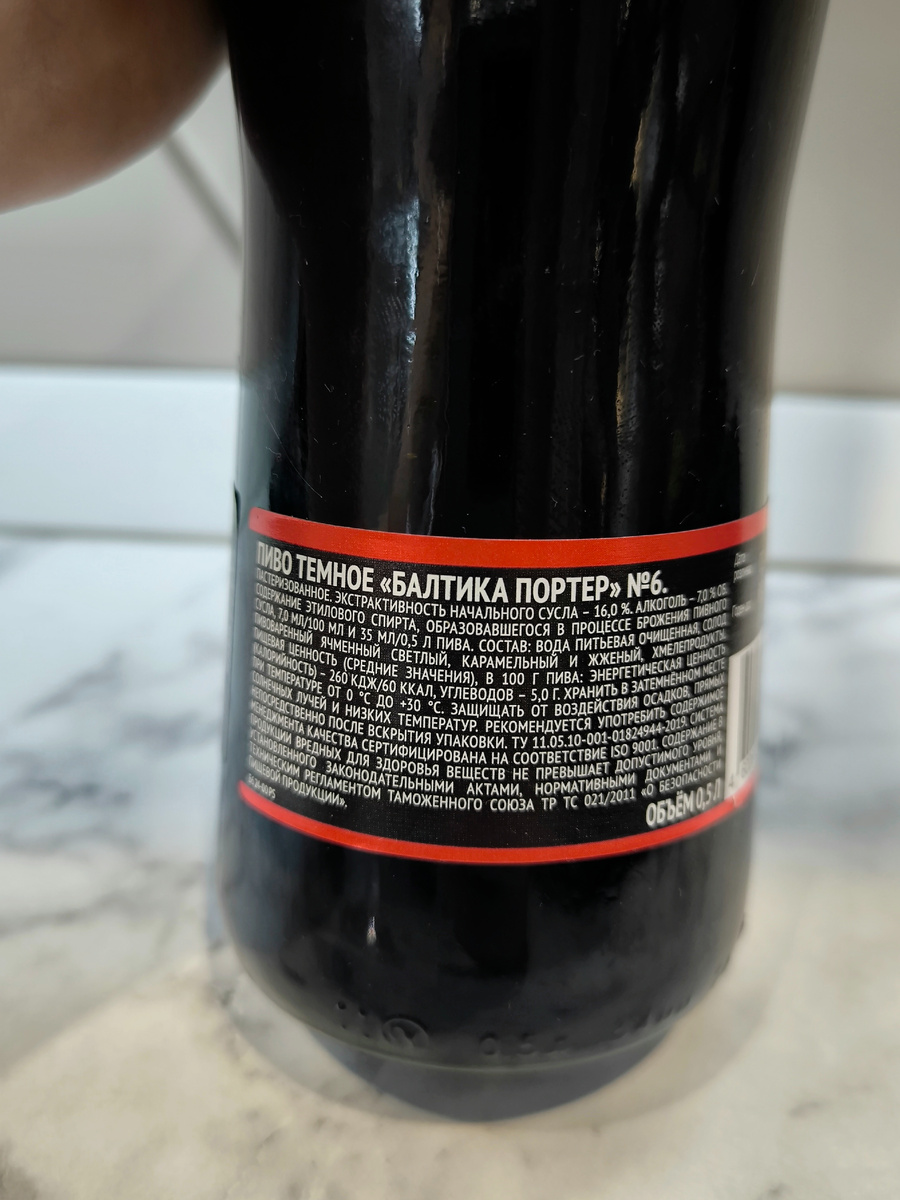 ПИВО ТЕМНОЕ «БАЛТИКА ПОРТЕР» №6.
ПАСТЕРИЗОВАННОЕ. ЭКСТРАКТИВНОСТЬ НАЧАЛЬНОГО СУСЛА – 16,0 %. АЛКОГОЛЬ – 7,0 % ОБ.
СОДЕРЖАНИЕ ЭТИЛОВОГО СПИРТА, ОБРАЗОВАВШЕГОСЯ В ПРОЦЕССЕ БРОЖЕНИЯ ПИВНОГО
СУСЛА, 7,0 МЛ/100 МЛ И 35 МЛ/0,5 Л ПИВА. СОСТАВ: ВОДА ПИТЬЕВАЯ ОЧИЩЕННАЯ, СОЛОД
ПИВОВАРЕННЫЙ ЯЧМЕННЫЙ СВЕТЛЫЙ, КАРАМЕЛЬНЫЙ И ЖЖЕНЫЙ, ХМЕЛЕПРОДУКТЫ.
ПИЩЕВАЯ ЦЕННОСТЬ (СРЕДНИЕ ЗНАЧЕНИЯ), В 100 Г ПИВА: ЭНЕРГЕТИЧЕСКАЯ ЦЕННОСТЬ
(КАЛОРИЙНОСТЬ) – 260 КДЖ/60 ККАЛ, УГЛЕВОДОВ – 5,0 Г. ХРАНИТЬ В ЗАТЕМНЁННОМ МЕСТЕ
ПРИ ТЕМПЕРАТУРЕ ОТ 0 °С ДО +30 °С. ЗАЩИЩАТЬ ОТ ВОЗДЕЙСТВИЯ ОСАДКОВ, ПРЯМЫХ
СОЛНЕЧНЫХ ЛУЧЕЙ И НИЗКИХ ТЕМПЕРАТУР. РЕКОМЕНДУЕТСЯ УПОТРЕБИТЬ СОДЕРЖИМОЕ
НЕПОСРЕДСТВЕННО ПОСЛЕ ВСКРЫТИЯ УПАКОВКИ. ТУ 11.05.10-001-01824944-2019. СИСТЕМА
МЕНЕДЖМЕНТА КАЧЕСТВА СЕРТИФИЦИРОВАНА НА СООТВЕТСТВИЕ ISO 9001. СОДЕРЖАНИЕ В
ПРОДУКЦИИ ВРЕДНЫХ ДЛЯ ЗДОРОВЬЯ ВЕЩЕСТВ НЕ ПРЕВЫШАЕТ ДОПУСТИМОГО УРОВНЯ,
УСТАНОВЛЕННОГО ЗАКОНОДАТЕЛЬНЫМИ АКТАМИ, НОРМАТИВНЫМИ ДОКУМЕНТАМИ И
ТЕХНИЧЕСКИМ РЕГЛАМЕНТОМ ТАМОЖЕННОГО СОЮЗА ТР ТС 021/2011 «О БЕЗОПАСНОСТИ
ПИЩЕВОЙ ПРОДУКЦИИ».
ОБЪЁМ 0,5 Л